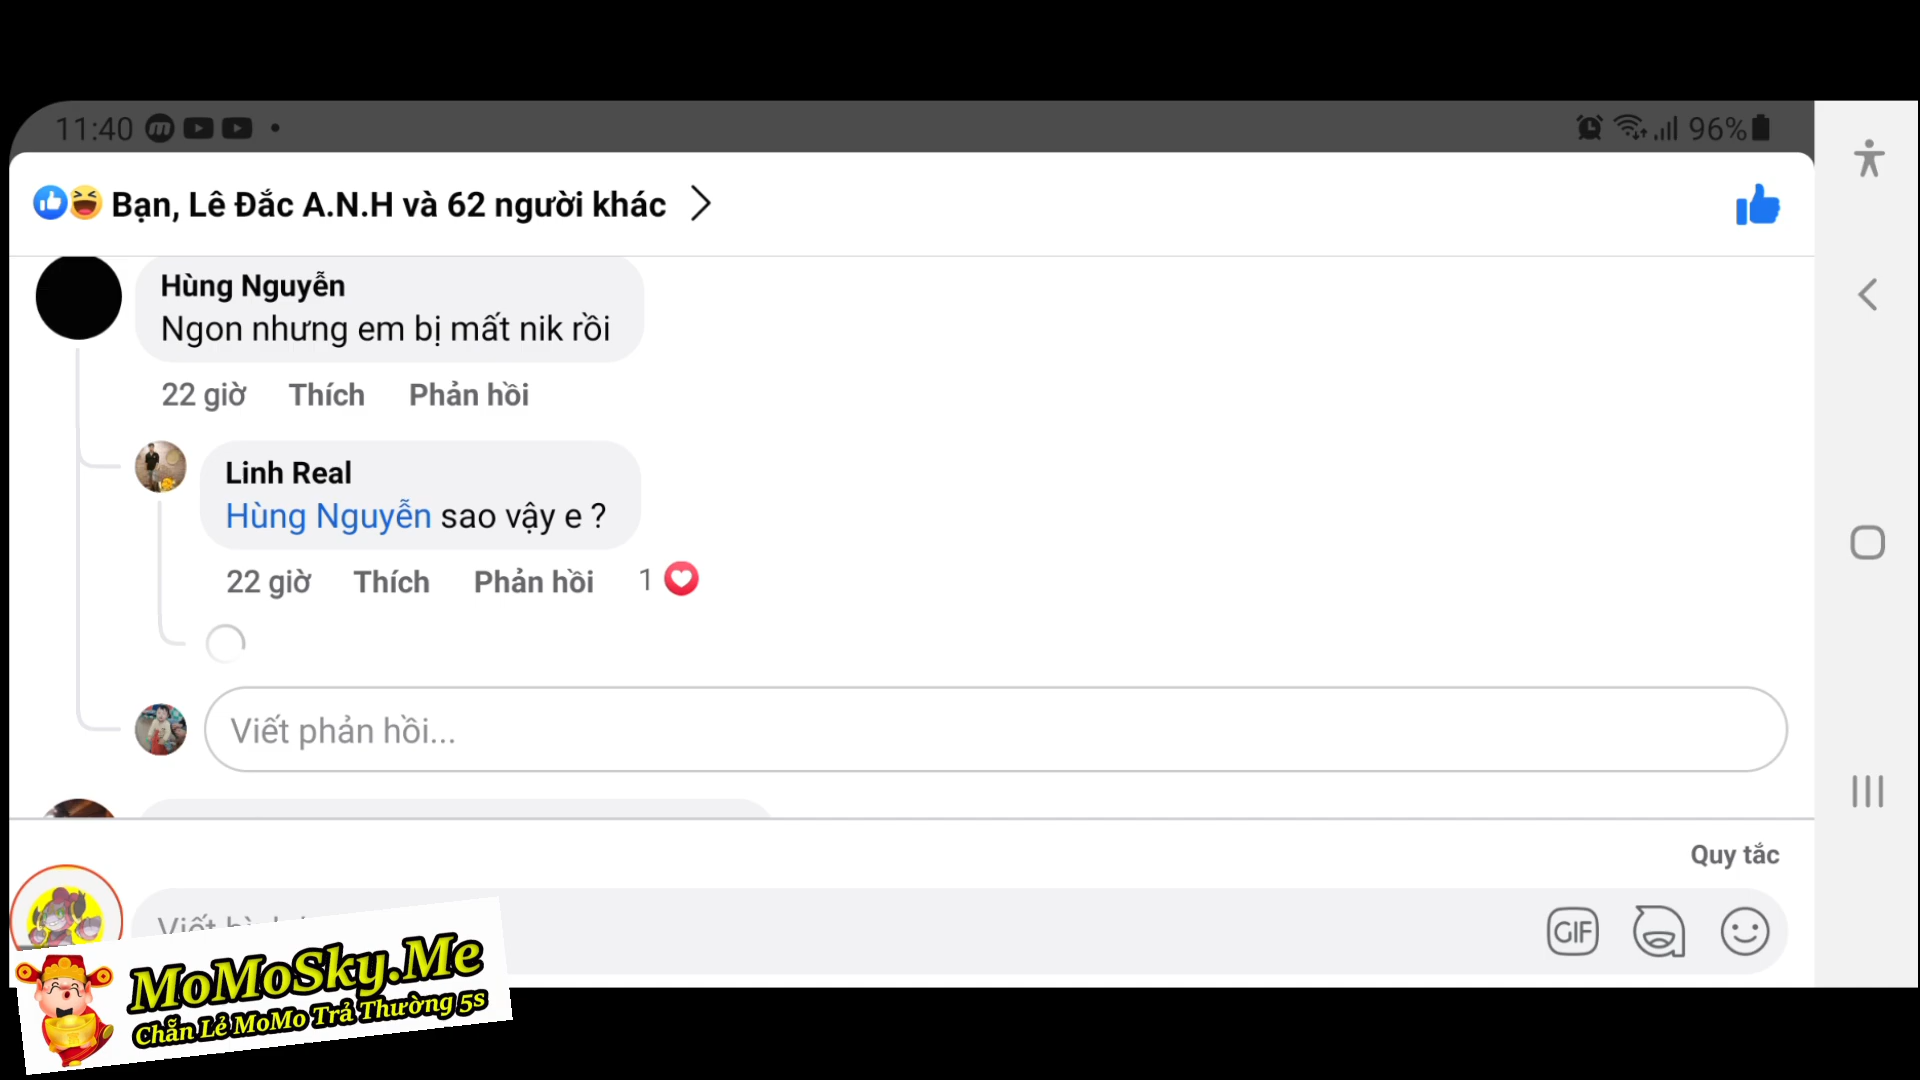 11:40
96%
Bạn, Lê Đắc A.N.H và 62 người khác
Hùng Nguyễn
Ngon nhưng em bị mất nik rồi
22 giờ Thích Phản hồi
Linh Real
Hùng Nguyễn sao vậy e ?
22 giờ Thích Phản hồi 1
Viết phản hồi...
Quy tắc
Viết
GIF
MoMoSky.Me
Chẵn Lẻ MoMo Trả Thưởng 5s